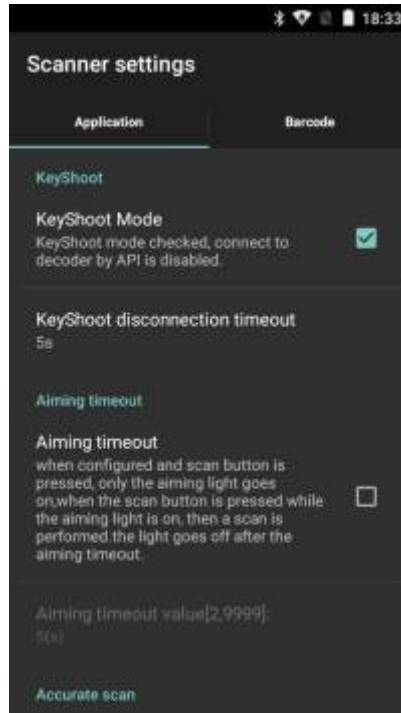 18:33
Scanner settings
Application Barcode
KeyShoot
KeyShoot Mode
KeyShoot mode checked, connect to
decoder by API is disabled.
KeyShoot disconnection timeout
5s
Aiming timeout
Aiming timeout
when configured and scan button is
pressed, only the aiming light goes
on,when the scan button is pressed while
the aiming light is on, then a scan is
performed.the light goes off after the
aiming timeout.
Aiming timeout value[2,9999]:
5(s)
Accurate scan